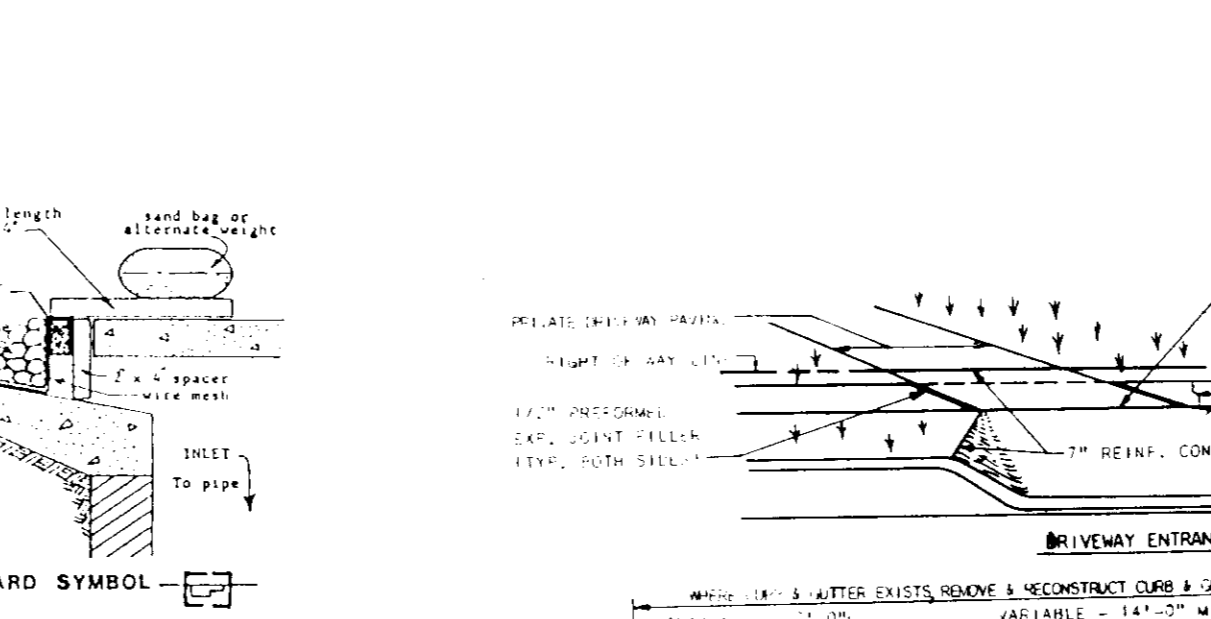 length
4"
sand bag or
alternate weight
2" x 4" spacer
wire mesh
INLET
To pipe
ARD SYMBOL
PRIVATE DRIVEWAY PAVING
RIGHT OF WAY LINE
1/2" PREFORMED
EXP. JOINT FILLER
(TYP. BOTH SIDES)
7" REINF. CON
DRIVEWAY ENTRAN
WHERE CURB & GUTTER EXISTS, REMOVE & RECONSTRUCT CURB & G
VARIABLE - 14'-0" M